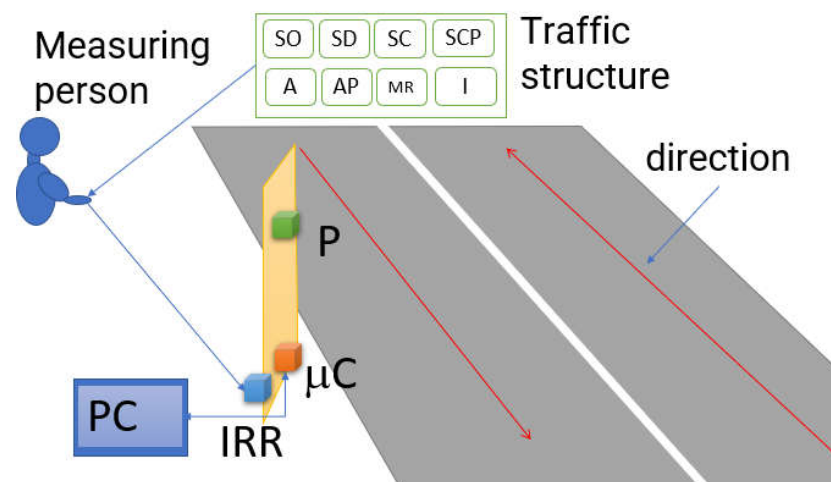 Measuring
person
SO SD SC SCP
A AP MR I
Traffic
structure
direction
P
μC
PC
IRR